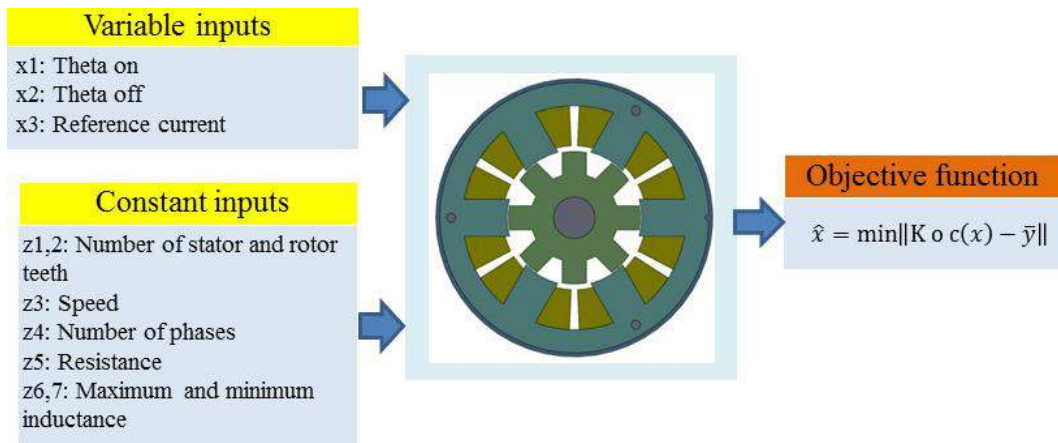 Variable inputs
x1: Theta on
x2: Theta off
x3: Reference current
Constant inputs
z1,2: Number of stator and rotor
teeth
z3: Speed
z4: Number of phases
z5: Resistance
z6,7: Maximum and minimum
inductance
Objective function
x̂ = min‖K o c(x) − ȳ‖